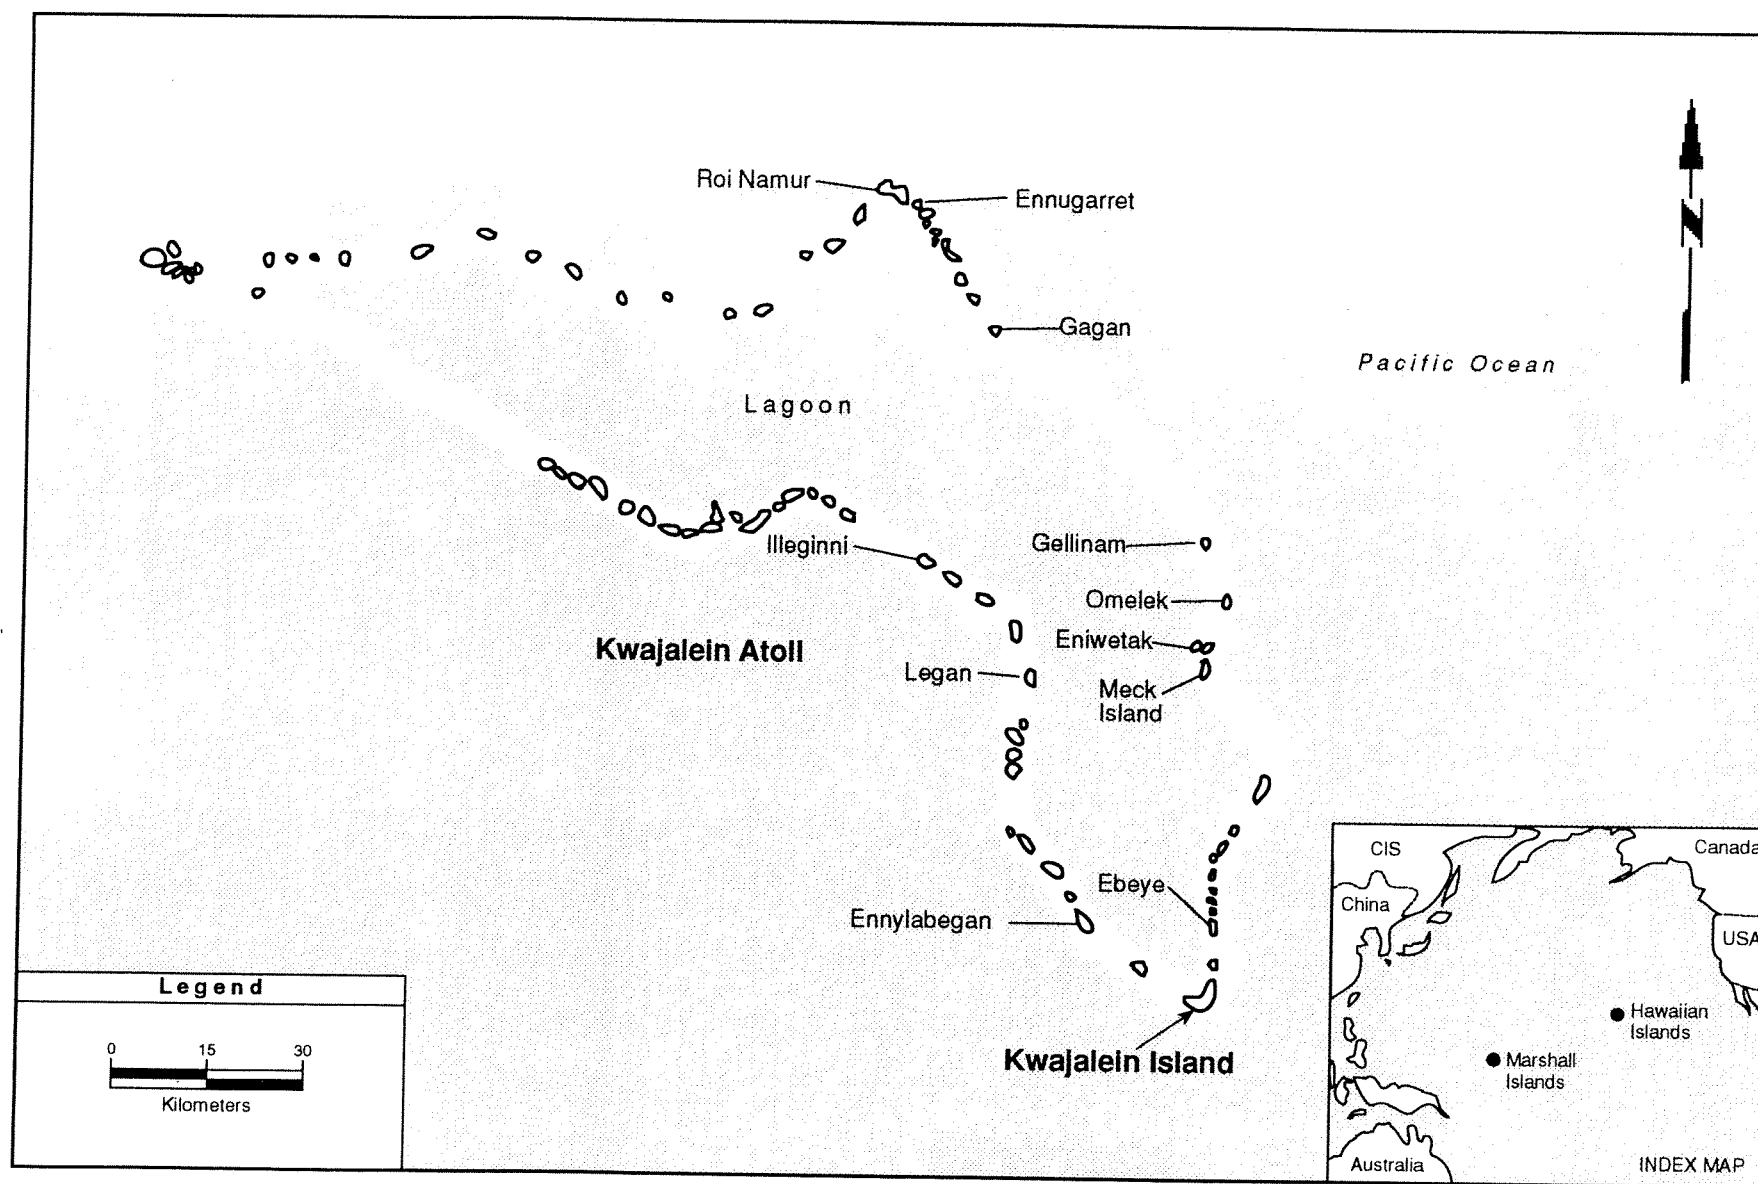 Roi Namur
Ennugarret
N
Gagan
Pacific Ocean
Lagoon
Illeginni
Gellinam
Omelek
Kwajalein Atoll
Eniwetak
Legan
Meck
Island
Ebeye
Ennylabegan
Kwajalein Island
Legend
0 15 30
Kilometers
CIS
Canada
China
USA
Hawaiian
Islands
Marshall
Islands
Australia
INDEX MAP